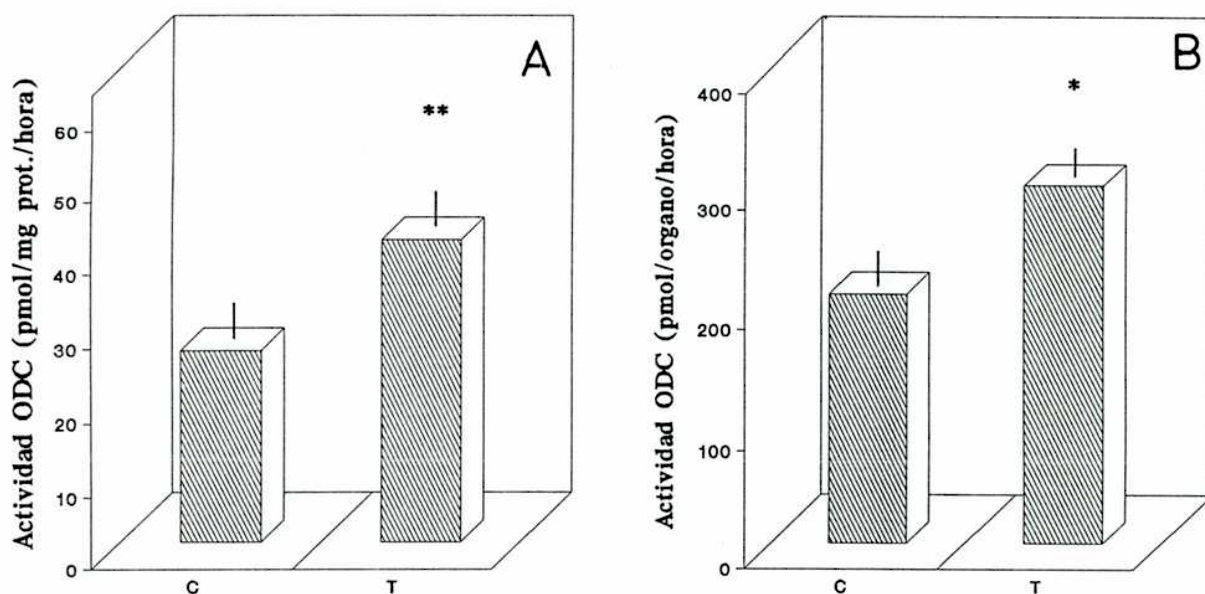 A
**
Actividad ODC (pmol/mg prot./hora)
60
50
40
30
20
10
0
C
T
B
*
Actividad ODC (pmol/organo/hora)
400
300
200
100
0
C
T